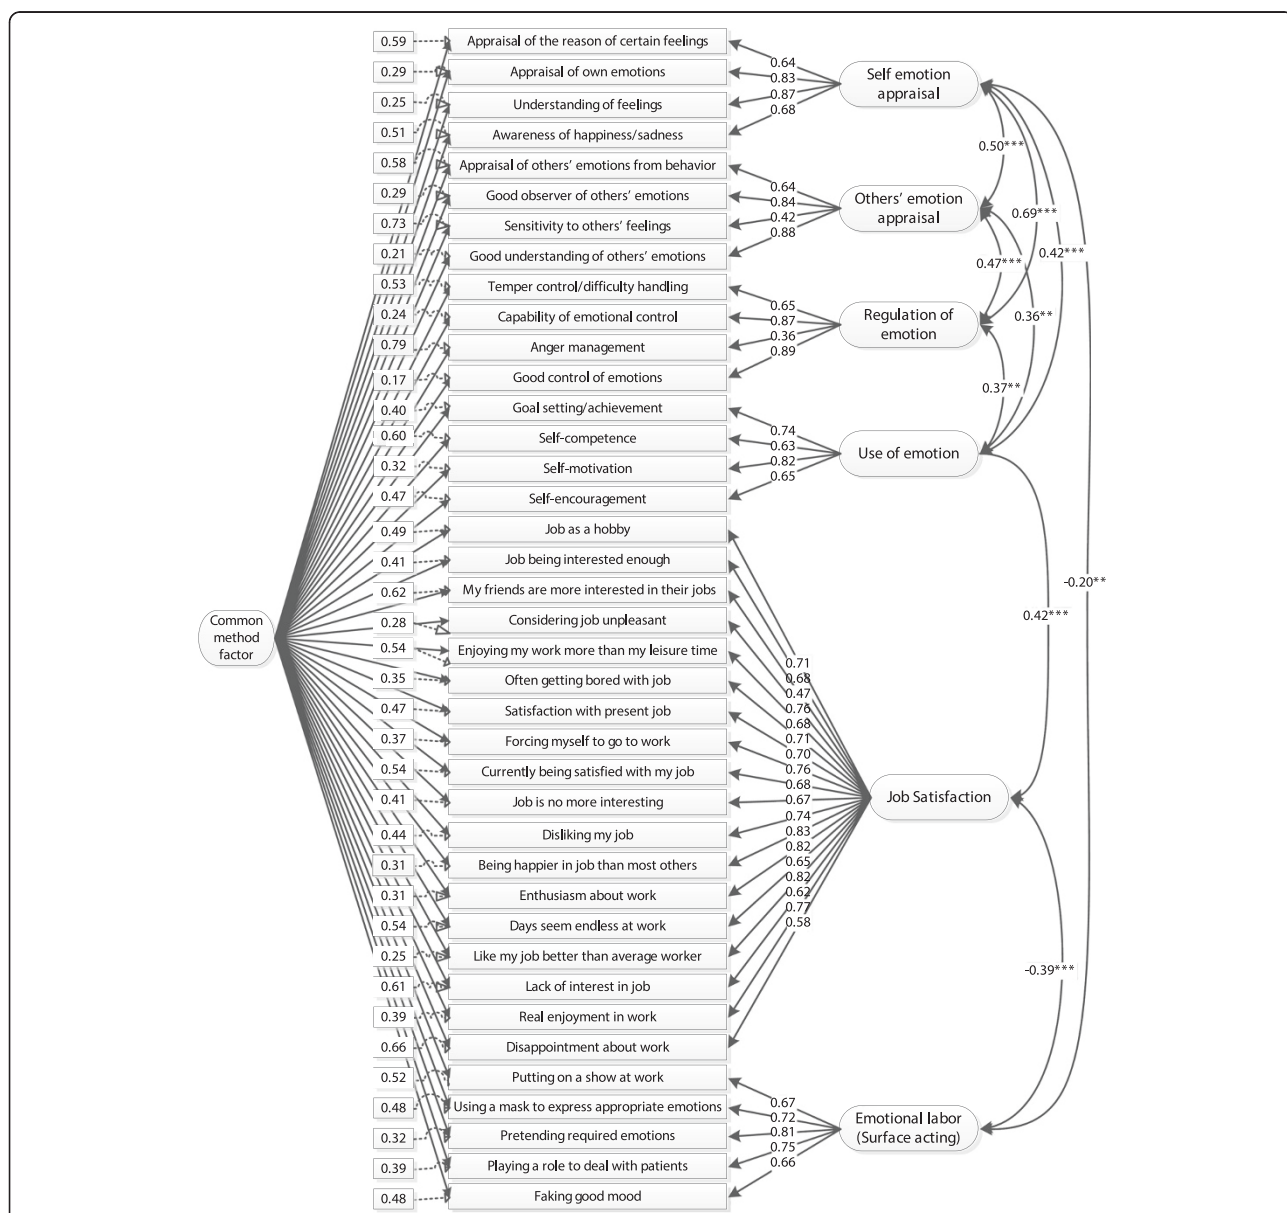 0.59
Appraisal of the reason of certain feelings
0.29
Appraisal of own emotions
0.25
Understanding of feelings
0.51
Awareness of happiness/sadness
0.58
Appraisal of others' emotions from behavior
0.29
Good observer of others' emotions
0.73
Sensitivity to others' feelings
0.21
Good understanding of others' emotions
0.53
Temper control/difficulty handling
0.24
Capability of emotional control
0.79
Anger management
0.17
Good control of emotions
0.40
Goal setting/achievement
0.60
Self-competence
0.32
Self-motivation
0.47
Self-encouragement
0.49
Job as a hobby
0.41
Job being interested enough
0.62
My friends are more interested in their jobs
0.28
Considering job unpleasant
0.54
Enjoying my work more than my leisure time
0.35
Often getting bored with job
0.47
Satisfaction with present job
0.37
Forcing myself to go to work
0.54
Currently being satisfied with my job
0.41
Job is no more interesting
0.44
Disliking my job
0.31
Being happier in job than most others
0.31
Enthusiasm about work
0.54
Days seem endless at work
0.25
Like my job better than average worker
0.61
Lack of interest in job
0.39
Real enjoyment in work
0.66
Disappointment about work
0.52
Putting on a show at work
0.48
Using a mask to express appropriate emotions
0.32
Pretending required emotions
0.39
Playing a role to deal with patients
0.48
Faking good mood
Common
method
factor
0.64
0.83
0.87
0.68
Self emotion
appraisal
0.64
0.84
0.42
0.88
Others' emotion
appraisal
0.65
0.87
0.36
0.89
Regulation of
emotion
0.74
0.63
0.82
0.65
Use of emotion
0.71
0.68
0.47
0.76
0.68
0.71
0.70
0.76
0.68
0.67
0.74
0.83
0.82
0.65
0.82
0.62
0.77
0.58
Job Satisfaction
0.67
0.72
0.81
0.75
0.66
Emotional labor
(Surface acting)
0.50***
0.69***
0.42***
0.47***
0.36**
0.37**
-0.20**
0.42***
-0.39***